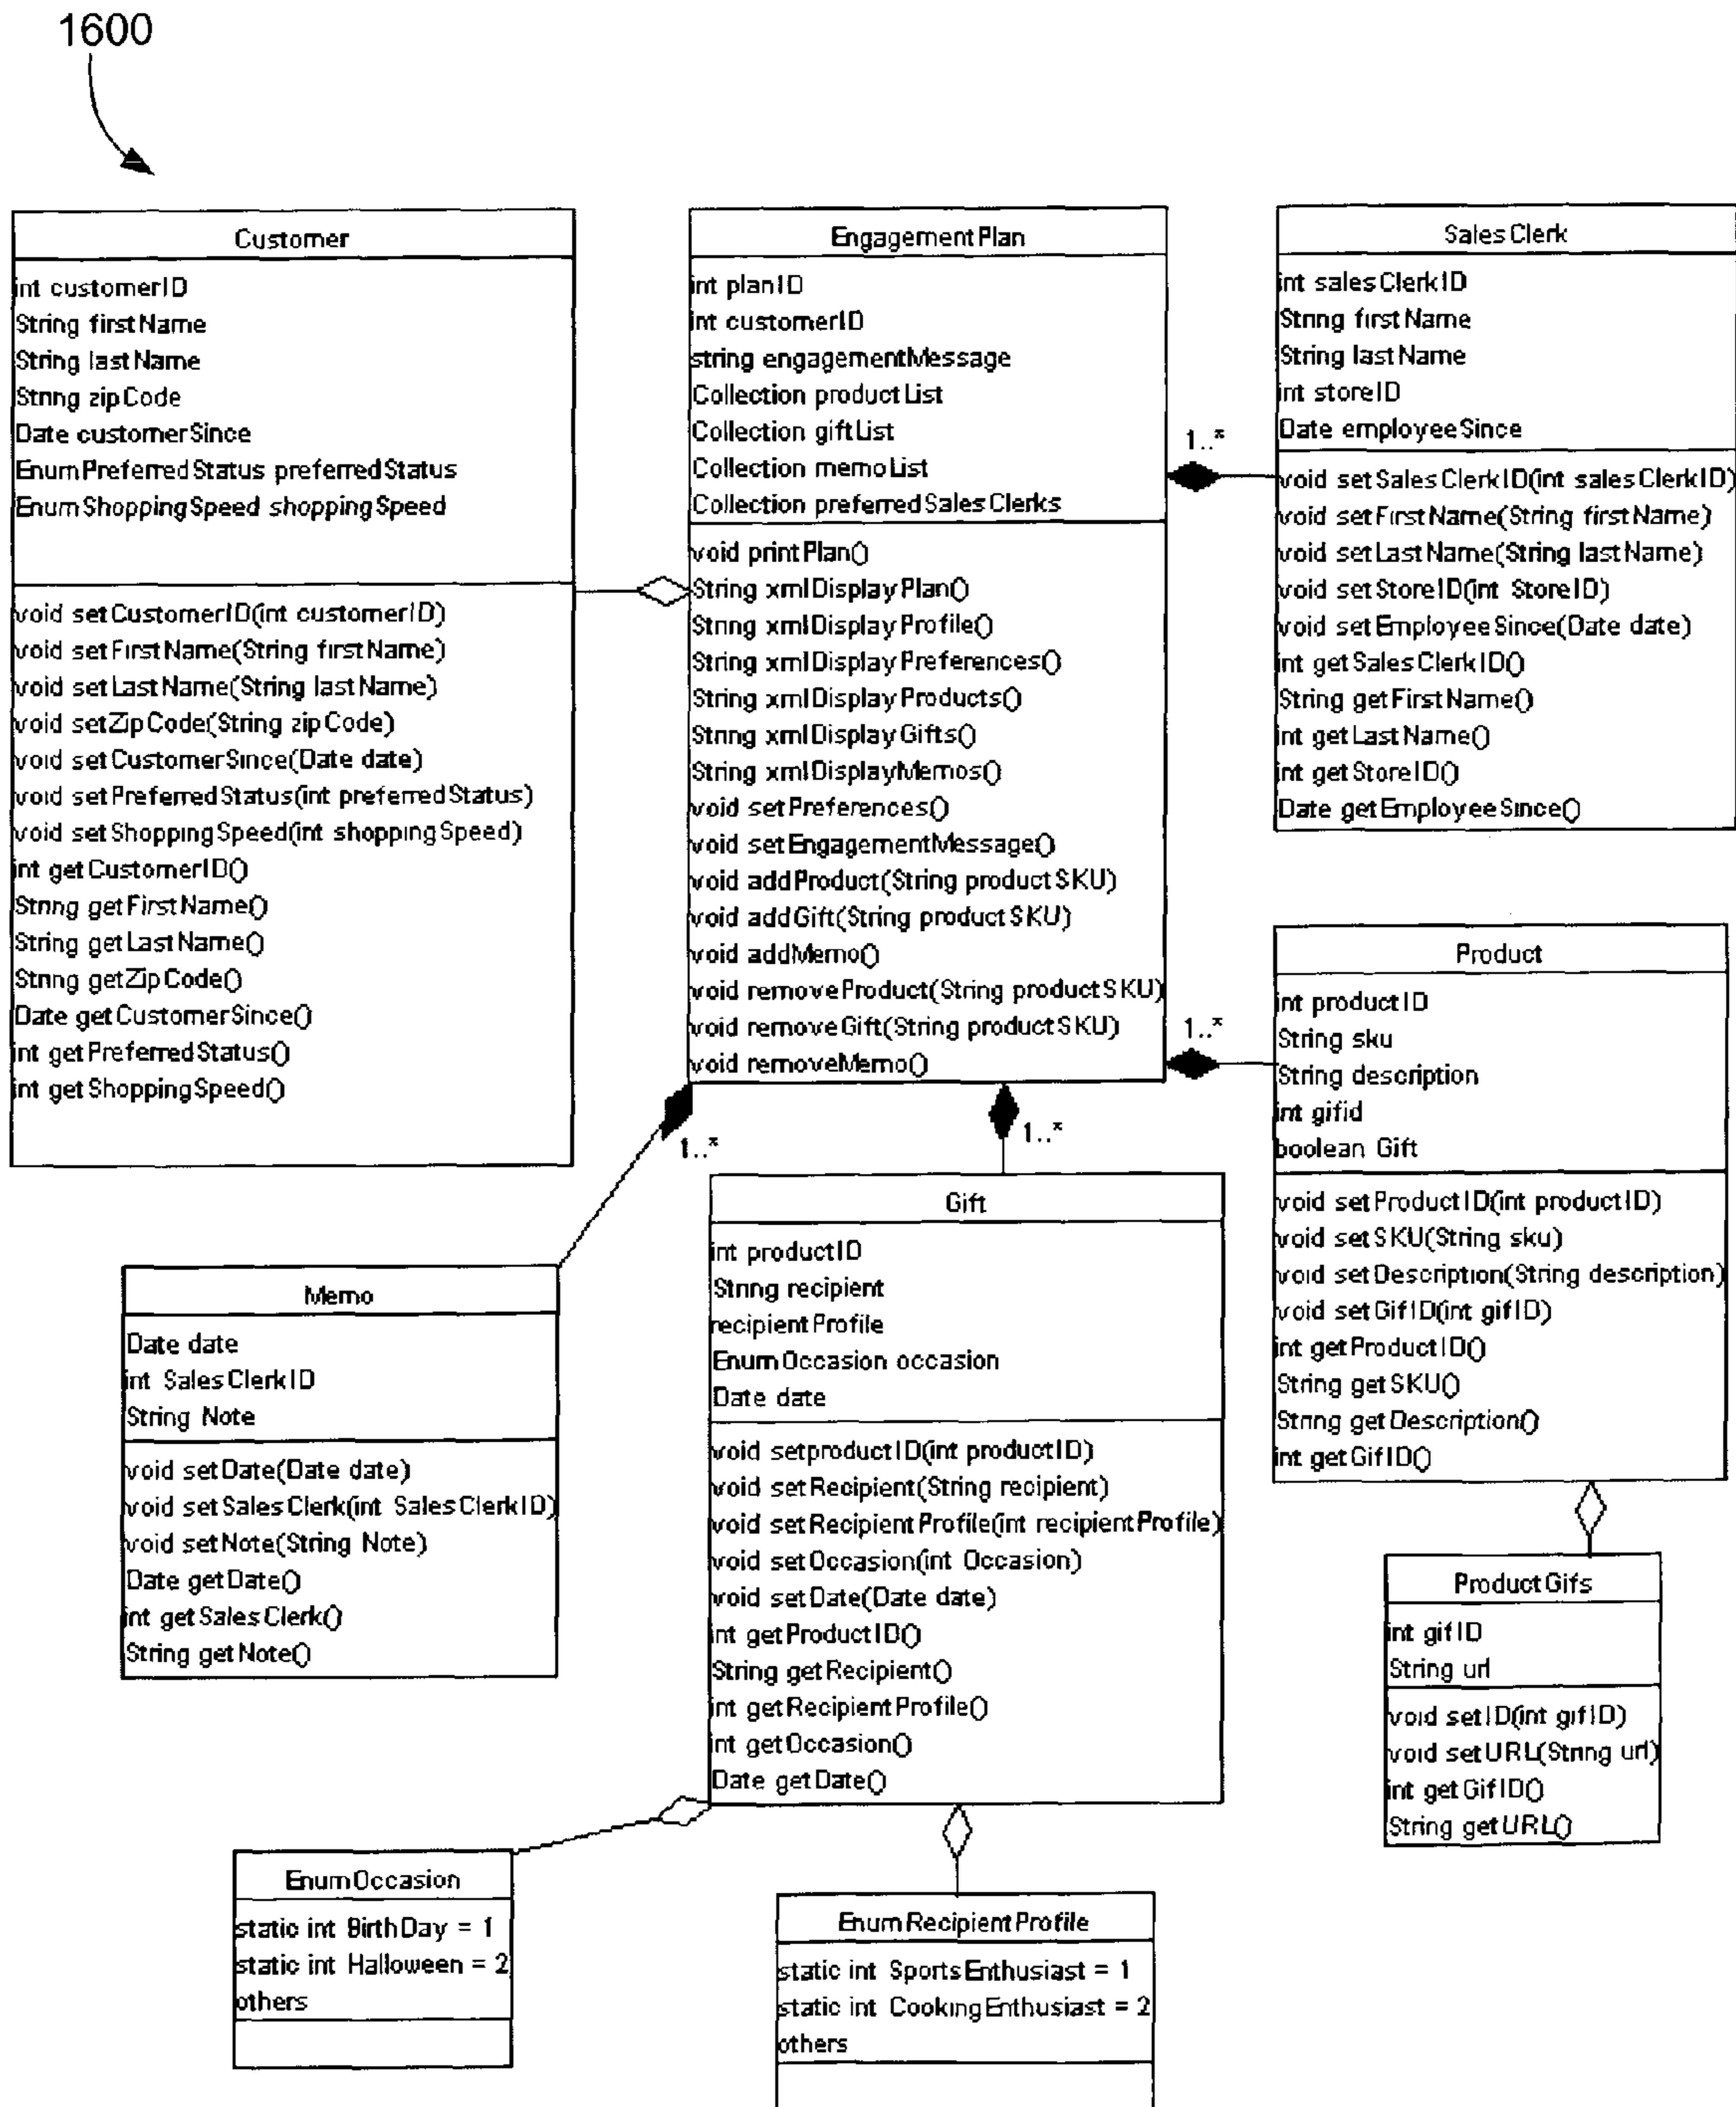 1600
Customer
int customerID
String firstName
String lastName
String zipCode
Date customerSince
EnumPreferredStatus preferredStatus
EnumShoppingSpeed shoppingSpeed
void setCustomerID(int customerID)
void setFirstName(String firstName)
void setLastName(String lastName)
void setZipCode(String zipCode)
void setCustomerSince(Date date)
void setPreferredStatus(int preferredStatus)
void setShoppingSpeed(int shoppingSpeed)
int getCustomerID()
String getFirstName()
String getLastName()
String getZipCode()
Date getCustomerSince()
int getPreferredStatus()
int getShoppingSpeed()
EngagementPlan
int planID
int customerID
string engagementMessage
Collection productList
Collection giftList
Collection memoList
Collection preferredSalesClerks
void printPlan()
String xmlDisplayPlan()
String xmlDisplayProfile()
String xmlDisplayPreferences()
String xmlDisplayProducts()
String xmlDisplayGifts()
String xmlDisplayMemos()
void setPreferences()
void setEngagementMessage()
void addProduct(String productSKU)
void addGift(String productSKU)
void addMemo()
void removeProduct(String productSKU)
void removeGift(String productSKU)
void removeMemo()
1..*
SalesClerk
int salesClerkID
String firstName
String lastName
int storeID
Date employeeSince
void setSalesClerkID(int salesClerkID)
void setFirstName(String firstName)
void setLastName(String lastName)
void setStoreID(int StoreID)
void setEmployeeSince(Date date)
int getSalesClerkID()
String getFirstName()
int getLastName()
int getStoreID()
Date getEmployeeSince()
1..*
Product
int productID
String sku
String description
int gifid
boolean Gift
void setProductID(int productID)
void setSKU(String sku)
void setDescription(String description)
void setGifID(int gifID)
int getProductID()
String getSKU()
String getDescription()
int getGifID()
1..*
1..*
Memo
Date date
int SalesClerkID
String Note
void setDate(Date date)
void setSalesClerk(int SalesClerkID)
void setNote(String Note)
Date getDate()
int getSalesClerk()
String getNote()
Gift
int productID
String recipient
recipientProfile
EnumOccasion occasion
Date date
void setproductID(int productID)
void setRecipient(String recipient)
void setRecipientProfile(int recipientProfile)
void setOccasion(int Occasion)
void setDate(Date date)
int getProductID()
String getRecipient()
int getRecipientProfile()
int getOccasion()
Date getDate()
ProductGifs
int gifID
String url
void setID(int gifID)
void setURL(String url)
int getGifID()
String getURL()
EnumOccasion
static int BirthDay = 1
static int Halloween = 2
others
EnumRecipientProfile
static int SportsEnthusiast = 1
static int CookingEnthusiast = 2
others